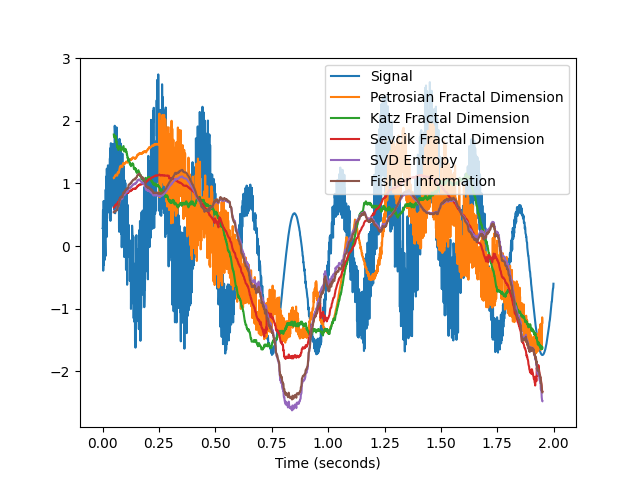 3
2
1
0
−1
−2
0.00 0.25 0.50 0.75 1.00 1.25 1.50 1.75 2.00
Time (seconds)
Signal
Petrosian Fractal Dimension
Katz Fractal Dimension
Sevcik Fractal Dimension
SVD Entropy
Fisher Information